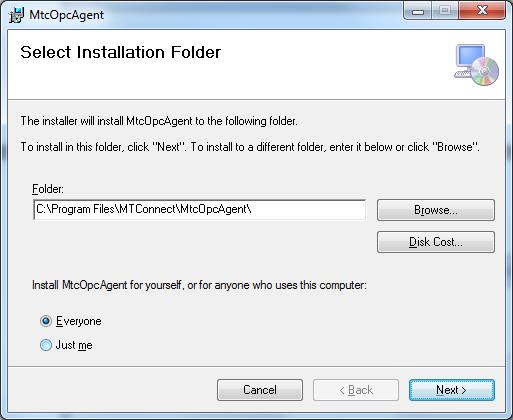 MtcOpcAgent
Select Installation Folder
The installer will install MtcOpcAgent to the following folder.
To install in this folder, click "Next". To install to a different folder, enter it below or click "Browse".
Folder:
C:\Program Files\MTConnect\MtcOpcAgent\
Browse...
Disk Cost...
Install MtcOpcAgent for yourself, or for anyone who uses this computer:
Everyone
Just me
Cancel
< Back
Next >